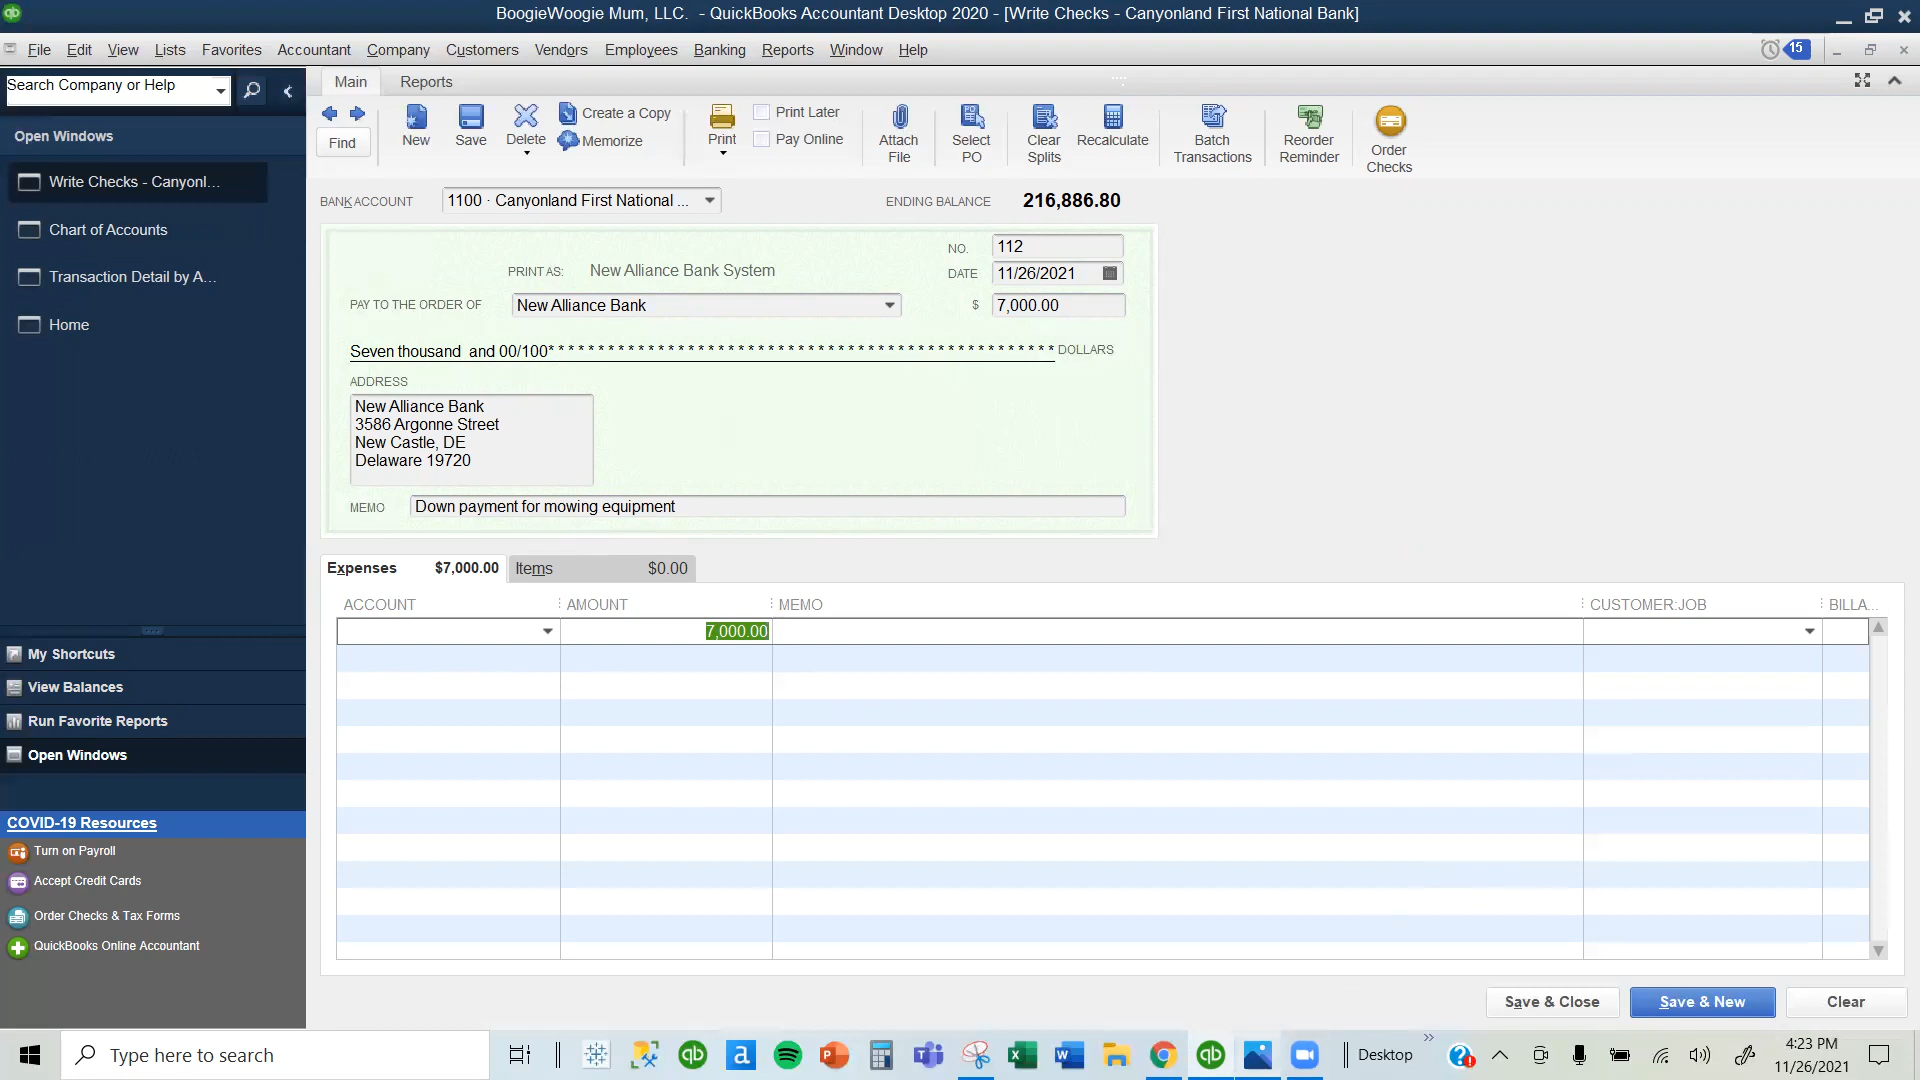 BoogieWoogie Mum, LLC. - QuickBooks Accountant Desktop 2020 - [Write Checks - Canyonland First National Bank]
File Edit View Lists Favorites Accountant Company Customers Vendors Employees Banking Reports Window Help 15
Search Company or Help
Open Windows
Write Checks - Canyonl...
Chart of Accounts
Transaction Detail by A...
Home
My Shortcuts
View Balances
Run Favorite Reports
Open Windows
COVID-19 Resources
Turn on Payroll
Accept Credit Cards
Order Checks & Tax Forms
QuickBooks Online Accountant
Main Reports
Find
New
Save
Delete
Create a Copy
Memorize
Print
Print Later
Pay Online
Attach
File
Select
PO
Clear
Splits
Recalculate
Batch
Transactions
Reorder
Reminder
Order
Checks
BANK ACCOUNT 1100 · Canyonland First National ... ENDING BALANCE 216,886.80
NO. 112
PRINT AS: New Alliance Bank System
DATE 11/26/2021
PAY TO THE ORDER OF New Alliance Bank $ 7,000.00
Seven thousand and 00/100* * * * * * * * * * * * * * * * * * * * * * * * * * * * * * * * * * * * * * * * * * * * * * * * * * * DOLLARS
ADDRESS
New Alliance Bank
3586 Argonne Street
New Castle, DE
Delaware 19720
MEMO Down payment for mowing equipment
Expenses $7,000.00 Items $0.00
ACCOUNT AMOUNT MEMO CUSTOMER:JOB BILLA...
7,000.00
Save & Close Save & New Clear
Type here to search
Desktop
4:23 PM
11/26/2021